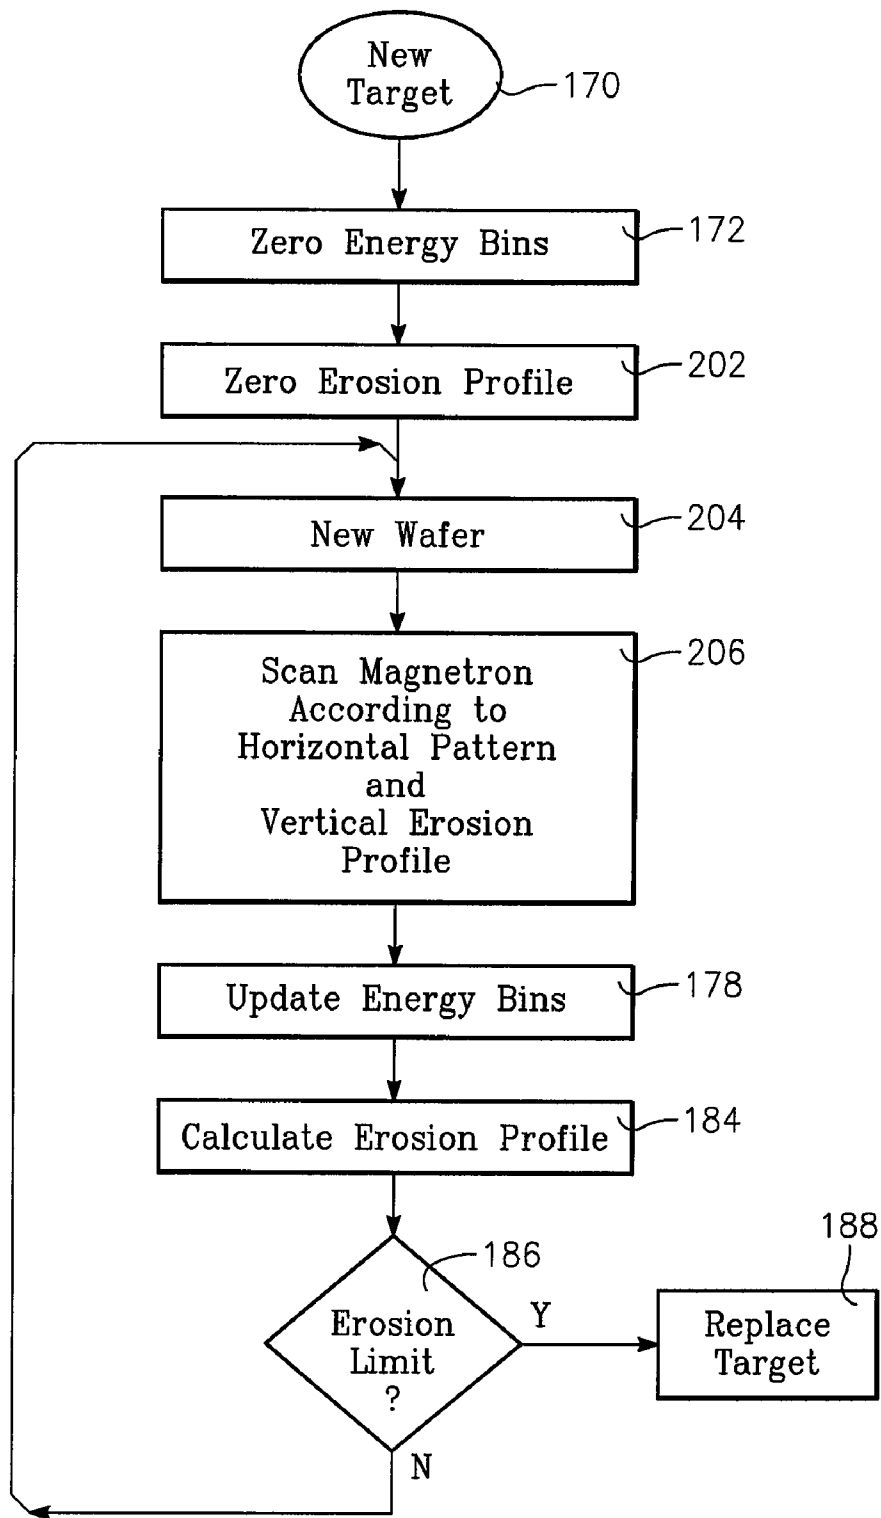 New
Target
170
Zero Energy Bins
172
Zero Erosion Profile
202
New Wafer
204
Scan Magnetron
According to
Horizontal Pattern
and
Vertical Erosion
Profile
206
Update Energy Bins
178
Calculate Erosion Profile
184
186
Erosion
Limit
?
Y
N
188
Replace
Target